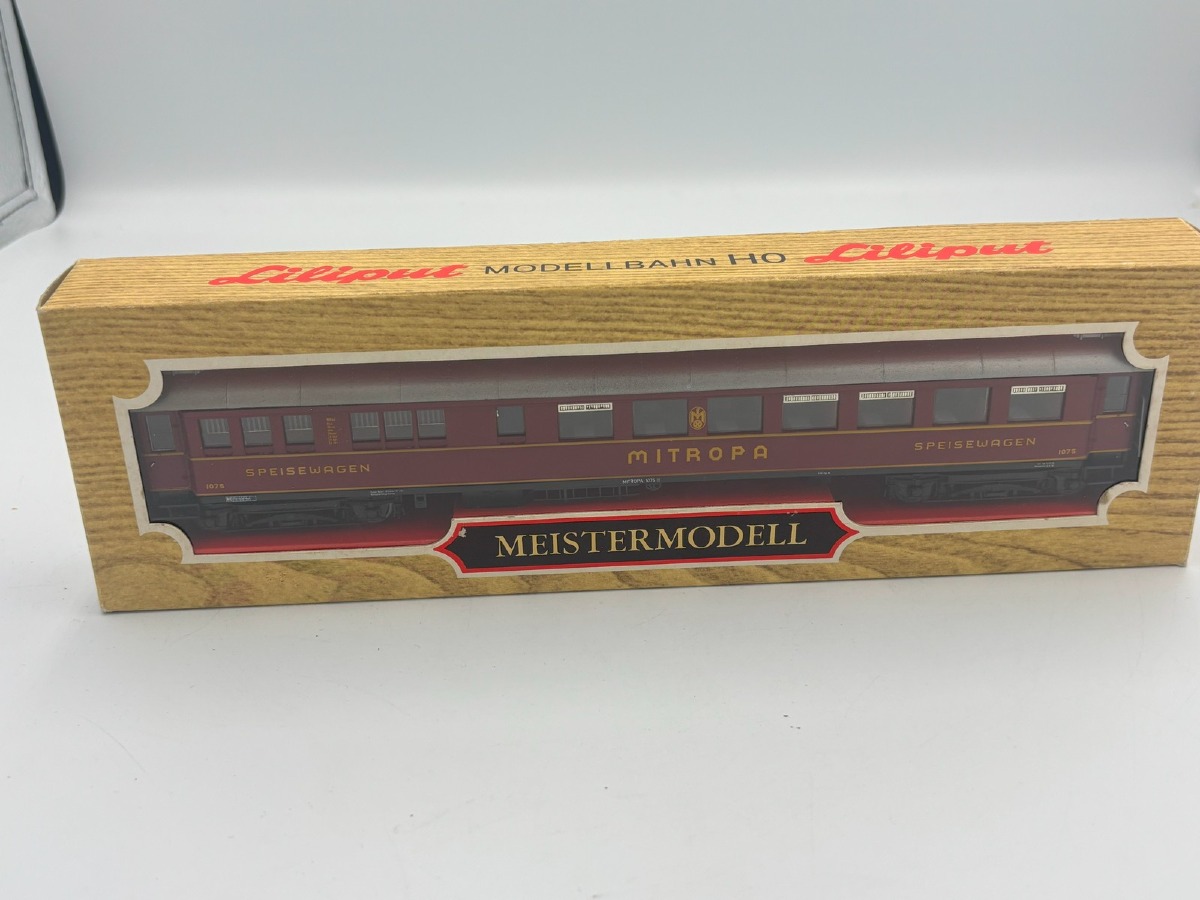 Liliput MODELLBAHN HO Liliput
MITROPA
SPEISEWAGEN
SPEISEWAGEN
1075
1075
MEISTERMODELL